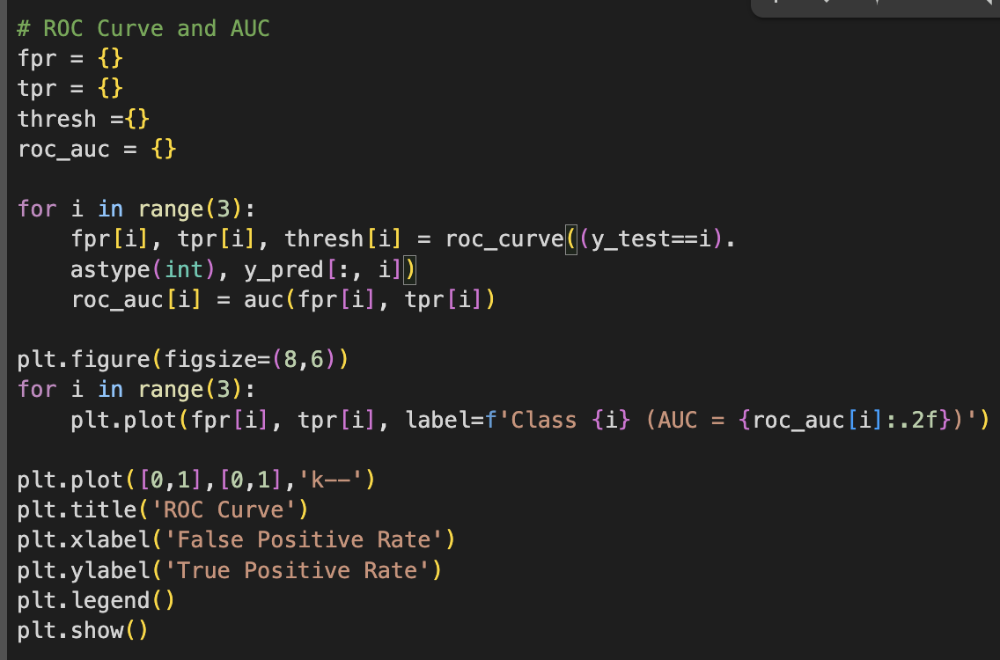 # ROC Curve and AUC
fpr = {}
tpr = {}
thresh ={}
roc_auc = {}

for i in range(3):
    fpr[i], tpr[i], thresh[i] = roc_curve((y_test==i).
    astype(int), y_pred[:, i])
    roc_auc[i] = auc(fpr[i], tpr[i])

plt.figure(figsize=(8,6))
for i in range(3):
    plt.plot(fpr[i], tpr[i], label=f'Class {i} (AUC = {roc_auc[i]:.2f})')

plt.plot([0,1],[0,1],'k--')
plt.title('ROC Curve')
plt.xlabel('False Positive Rate')
plt.ylabel('True Positive Rate')
plt.legend()
plt.show()